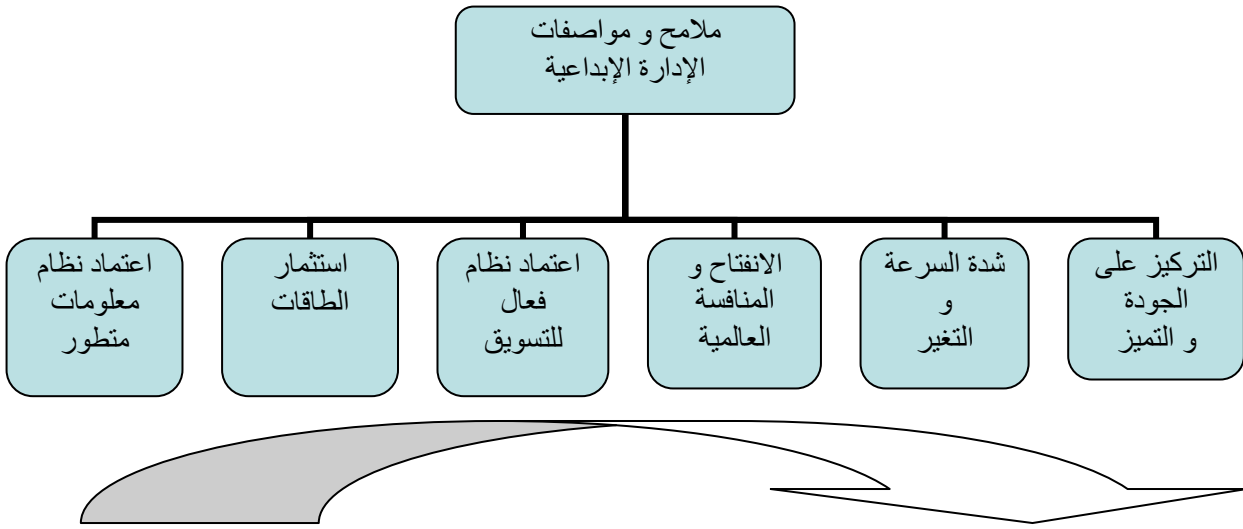 ملامح و مواصفات
الإدارة الإبداعية
التركيز على
الجودة
و التميز
شدة السرعة
و
التغير
الانفتاح و
المنافسة
العالمية
اعتماد نظام
فعال
للتسويق
استثمار
الطاقات
اعتماد نظام
معلومات
متطور